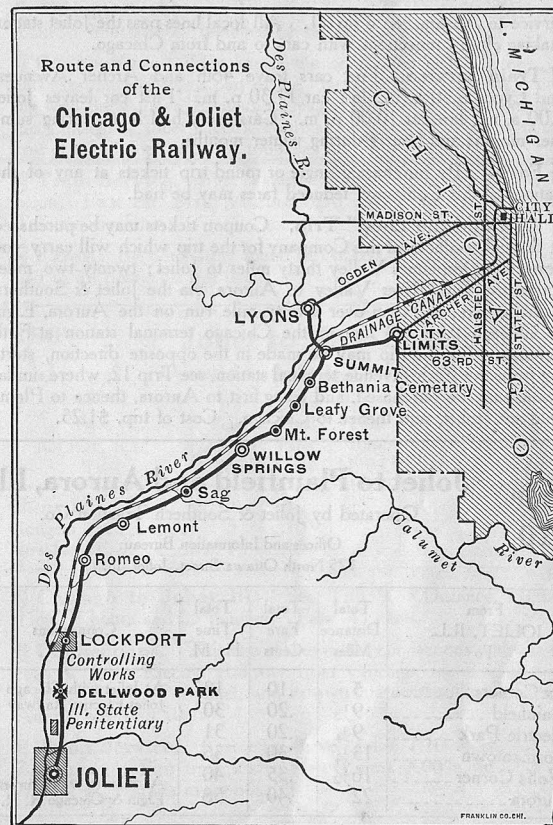 Route and Connections
of the
Chicago & Joliet
Electric Railway.
Des Plaines R.
L. MICHIGAN
CHICAGO
CITY
HALL
MADISON ST.
OGDEN AVE.
DRAINAGE CANAL
ARCHER AVE.
HALSTED ST.
STATE ST.
LYONS
CITY
LIMITS
SUMMIT
63 RD ST.
Bethania Cemetary
Leafy Grove
Mt. Forest
WILLOW
SPRINGS
Des Plaines River
Sag
Lemont
Calumet River
Romeo
LOCKPORT
Controlling
Works
DELLWOOD PARK
Ill, State
Penitentiary
JOLIET
FRANKLIN CO. CHI.